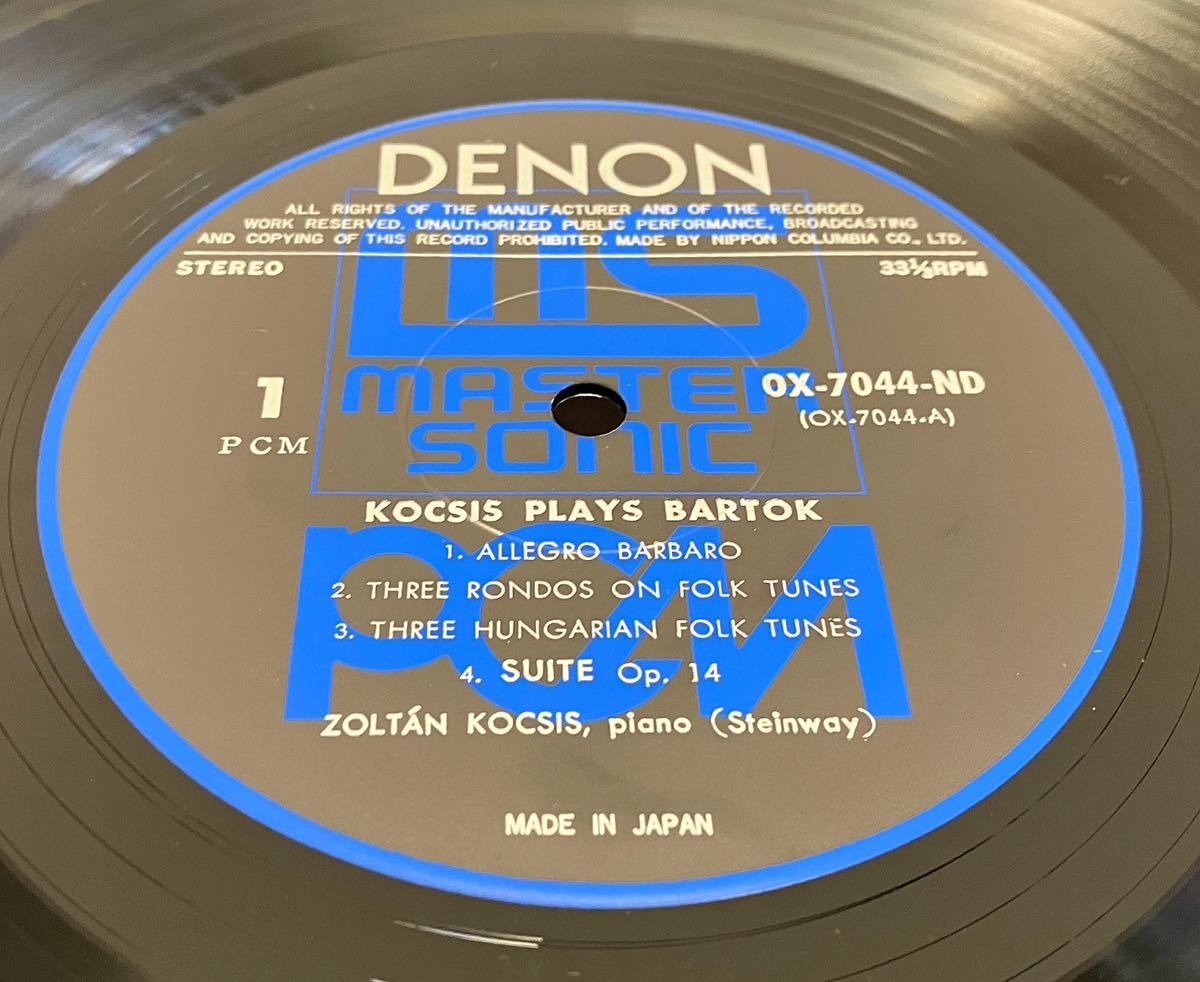 DENON
ALL RIGHTS OF THE MANUFACTURER AND OF THE RECORDED
WORK RESERVED. UNAUTHORIZED PUBLIC PERFORMANCE, BROADCASTING
AND COPYING OF THIS RECORD PROHIBITED. MADE BY NIPPON COLUMBIA CO., LTD.
STEREO 33⅓RPM
MS
MASTER
SONIC
1
PCM
OX-7044-ND
(OX-7044-A)
KOCSIS PLAYS BARTOK
1. ALLEGRO BARBARO
2. THREE RONDOS ON FOLK TUNES
3. THREE HUNGARIAN FOLK TUNES
4. SUITE Op. 14
PCM
ZOLTÁN KOCSIS, piano (Steinway)
MADE IN JAPAN